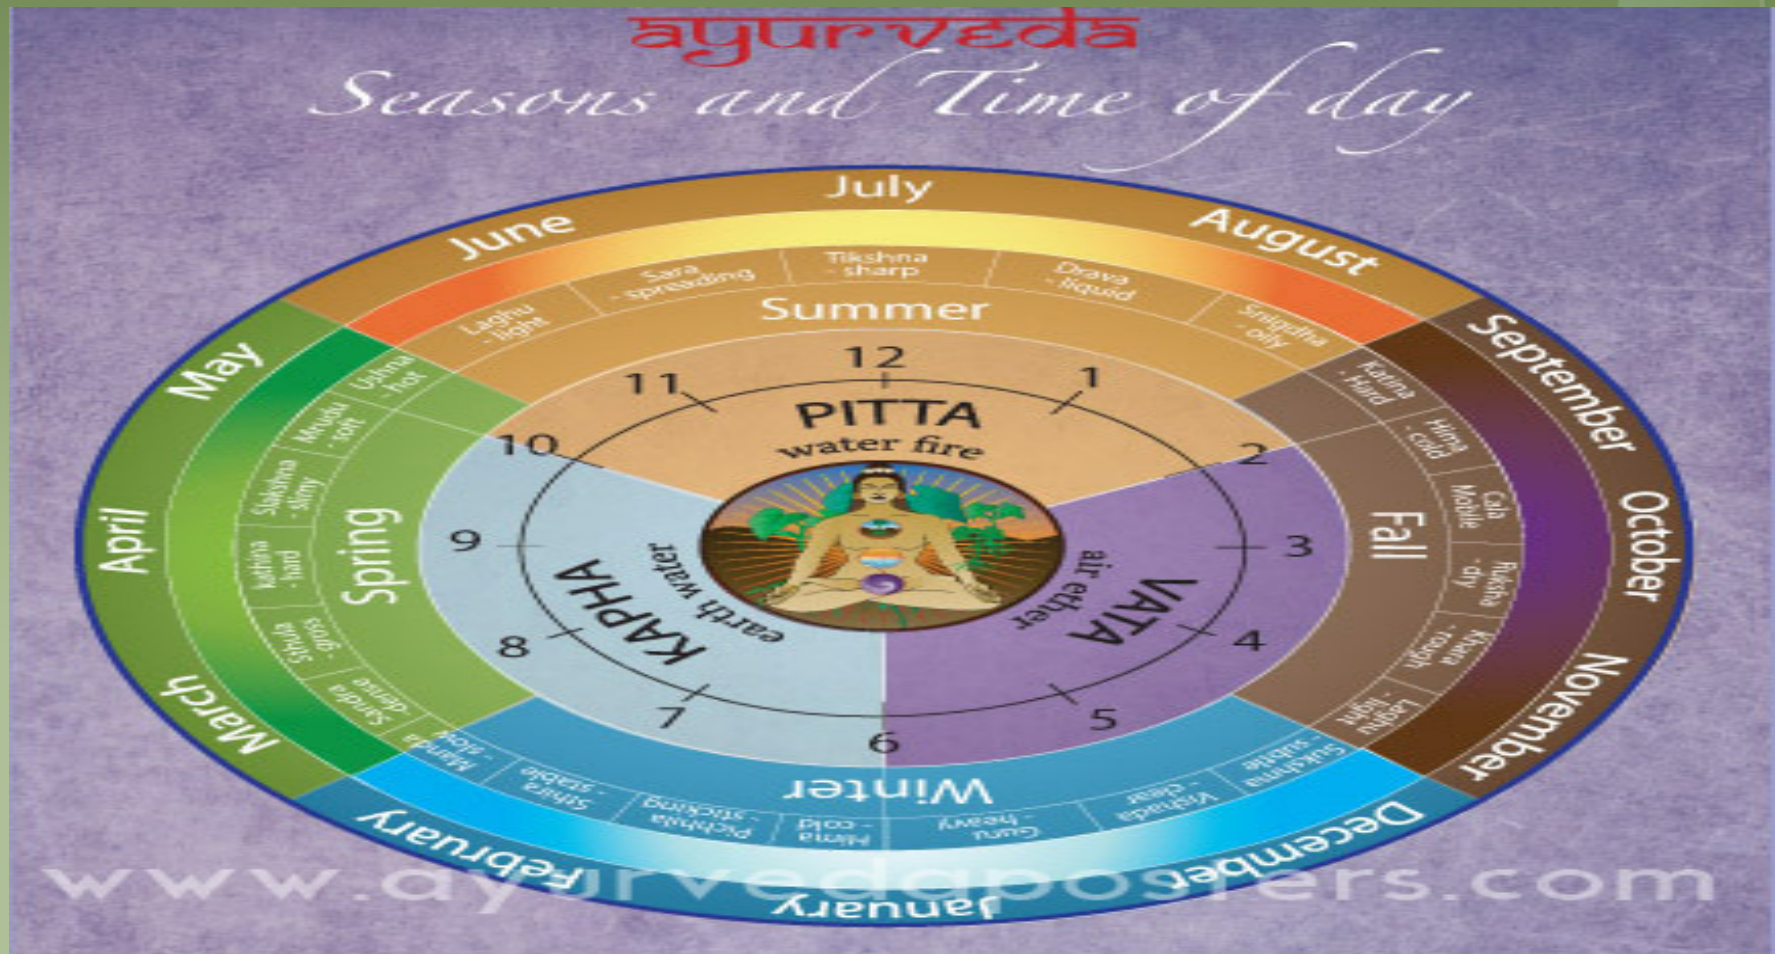 ayurveda
Seasons and Time of day
July
August
September
October
November
December
January
February
March
April
May
June
Tikshna
- sharp
Drava
- liquid
Snigdha
- oily
Katina
- Hard
Hima
- cold
Cala
Mobile
Ruksha
- dry
Khara
- rough
Laghu
- light
Sukshma
- subtle
Vishada
- clear
Guru
- heavy
Hima
- cold
Pichhila
- sticking
Sthira
- stable
Manda
- slow
Sandra
- dense
Sthula
- gross
Kathina
- hard
Slakshna
- slimy
Mrudu
- soft
Ushna
- hot
Laghu
- light
Sara
- spreading
Summer
Fall
Winter
Spring
12
1
2
3
4
5
6
7
8
9
10
11
PITTA
water fire
VATA
air ether
KAPHA
earth water
www.ayurvedaposters.com